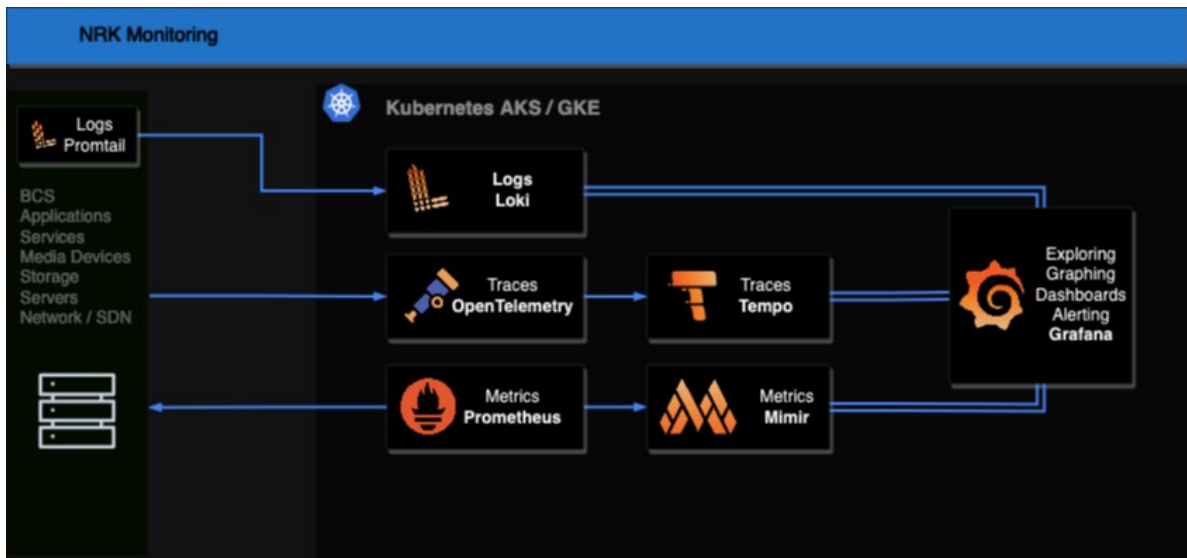 NRK Monitoring
Kubernetes AKS / GKE
Logs
Promtail
BCS
Applications
Services
Media Devices
Storage
Servers
Network / SDN
Logs
Loki
Traces
OpenTelemetry
Traces
Tempo
Metrics
Prometheus
Metrics
Mimir
Exploring
Graphing
Dashboards
Alerting
Grafana